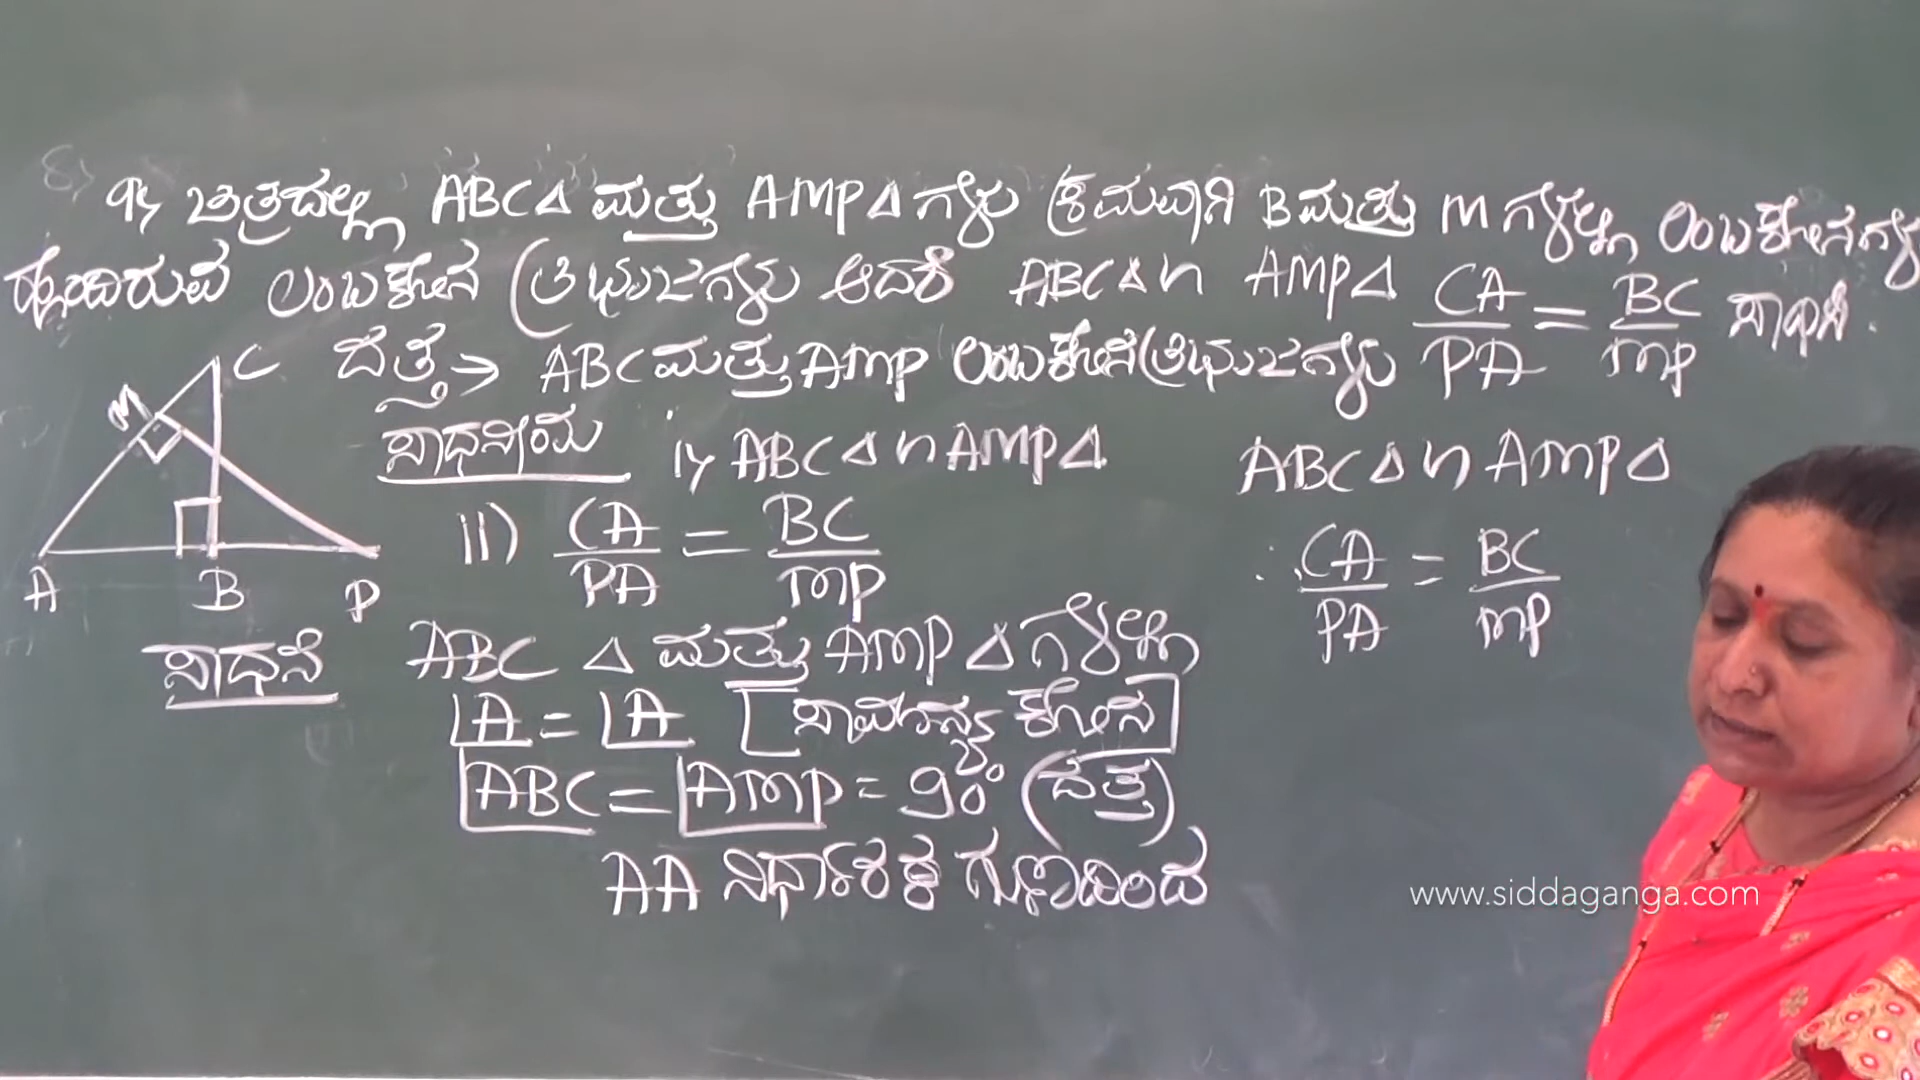 9) ಚಿತ್ರದಲ್ಲಿ ABC∆ ಮತ್ತು AMP∆ ಗಳು ಕ್ರಮವಾಗಿ B ಮತ್ತು M ಗಳಲ್ಲಿ ಲಂಬಕೋನಗಳ
ಹೊಂದಿರುವ ಲಂಬಕೋನ ತ್ರಿಭುಜಗಳು ಆದರೆ ABC∆ ∽ AMP∆ CA/PA = BC/MP ಸಾಧಿಸಿ.
ದತ್ತ → ABC ಮತ್ತು AMP ಲಂಬಕೋನ ತ್ರಿಭುಜಗಳು
C
M
A B P
ಸಾಧನೀಯ i) ABC∆ ∽ AMP∆
ii) CA/PA = BC/MP
ಸಾಧನೆ ABC ∆ ಮತ್ತು AMP ∆ ಗಳಲ್ಲಿ
∠A = ∠A [ಸಾಮಾನ್ಯ ಕೋನ]
∠ABC = ∠AMP = ೨೦° (ದತ್ತ)
AA ನಿರ್ಧಾರಕ ಗುಣದಿಂದ
ABC∆ ∽ AMP∆
∴ CA/PA = BC/MP
www.siddaganga.com